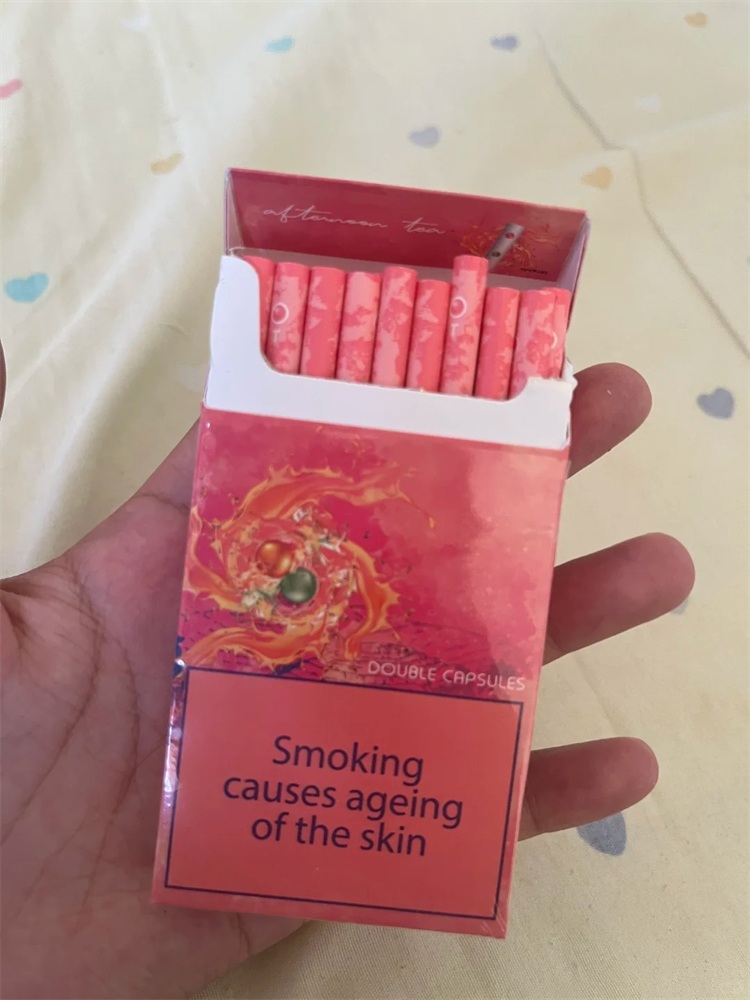 afternoon tea
DOUBLE CAPSULES
Smoking
causes ageing
of the skin